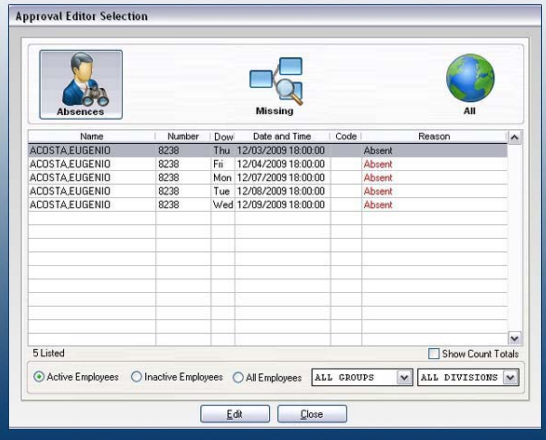 Approval Editor Selection
Absences Missing All
Name Number Dow Date and Time Code Reason
ACOSTA,EUGENIO 8238 Thu 12/03/2009 18:00:00 Absent
ACOSTA,EUGENIO 8238 Fri 12/04/2009 18:00:00 Absent
ACOSTA,EUGENIO 8238 Mon 12/07/2009 18:00:00 Absent
ACOSTA,EUGENIO 8238 Tue 12/08/2009 18:00:00 Absent
ACOSTA,EUGENIO 8238 Wed 12/09/2009 18:00:00 Absent
5 Listed Show Count Totals
Active Employees Inactive Employees All Employees ALL GROUPS ALL DIVISIONS
Edit Close